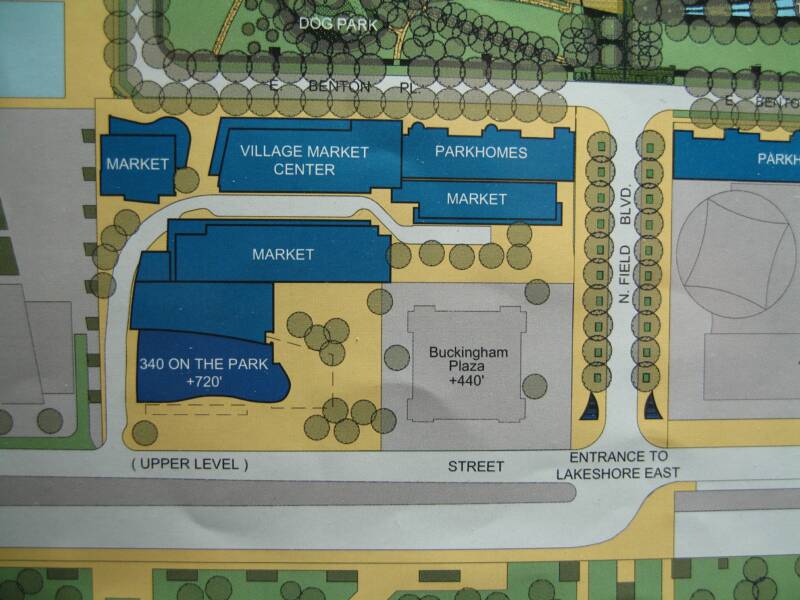 DOG PARK
E. BENTON PL.
E. BENTO
MARKET
VILLAGE MARKET
CENTER
PARKHOMES
PARKH
MARKET
MARKET
N. FIELD BLVD.
340 ON THE PARK
+720'
Buckingham
Plaza
+440'
( UPPER LEVEL )
STREET
ENTRANCE TO
LAKESHORE EAST